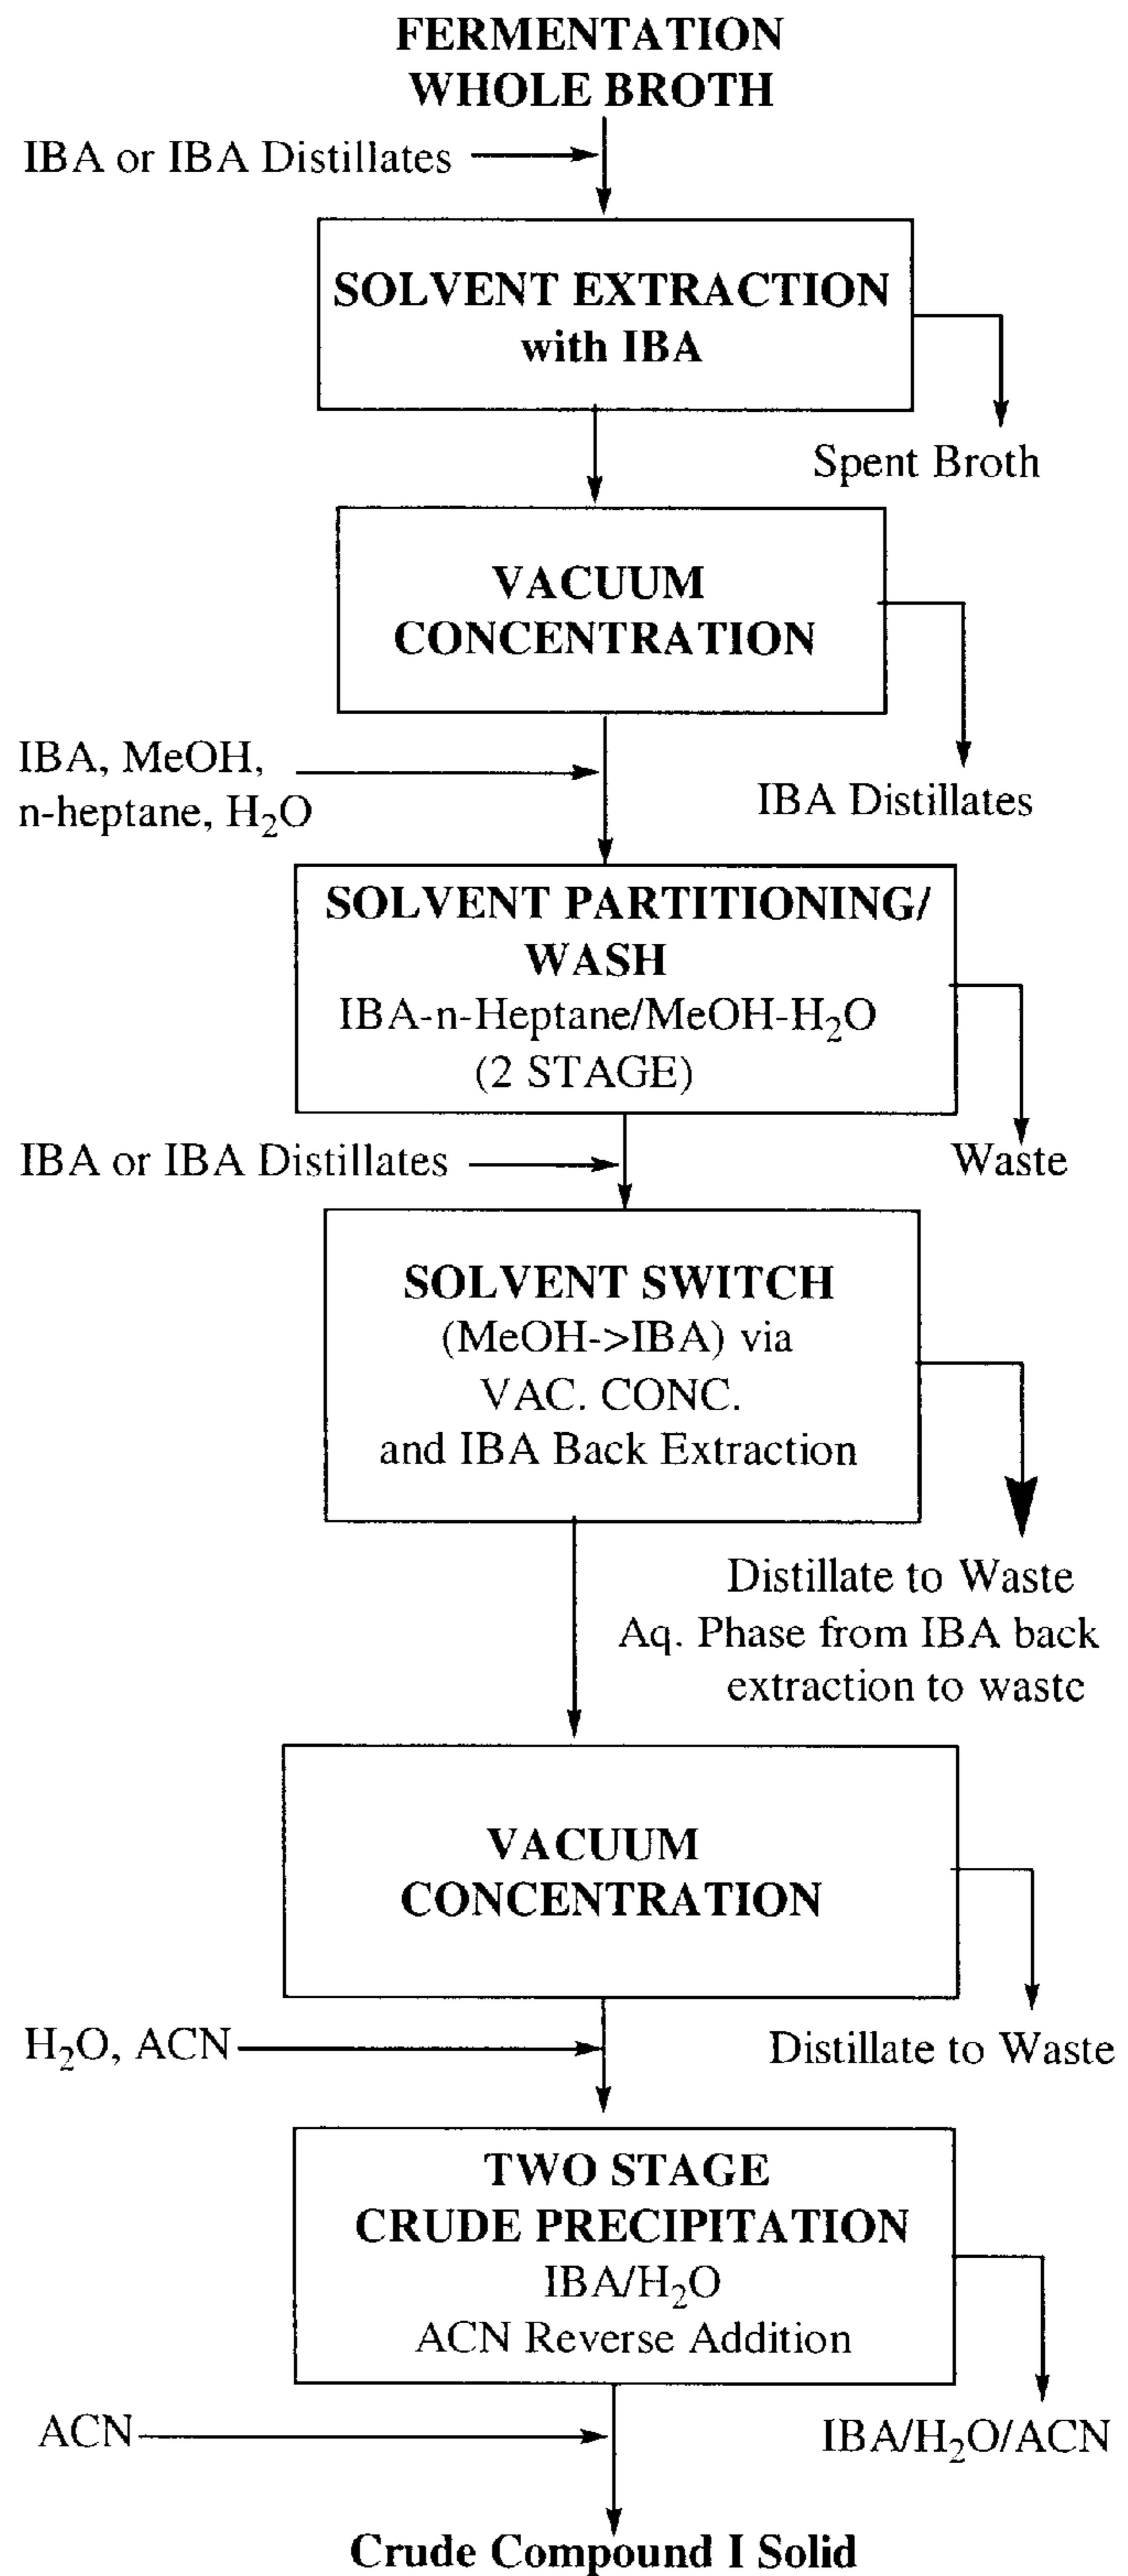 FERMENTATION
WHOLE BROTH
IBA or IBA Distillates
SOLVENT EXTRACTION
with IBA
Spent Broth
VACUUM
CONCENTRATION
IBA, MeOH,
n-heptane, H₂O
IBA Distillates
SOLVENT PARTITIONING/
WASH
IBA-n-Heptane/MeOH-H₂O
(2 STAGE)
IBA or IBA Distillates
Waste
SOLVENT SWITCH
(MeOH->IBA) via
VAC. CONC.
and IBA Back Extraction
Distillate to Waste
Aq. Phase from IBA back
extraction to waste
VACUUM
CONCENTRATION
H₂O, ACN
Distillate to Waste
TWO STAGE
CRUDE PRECIPITATION
IBA/H₂O
ACN Reverse Addition
ACN
IBA/H₂O/ACN
Crude Compound I Solid